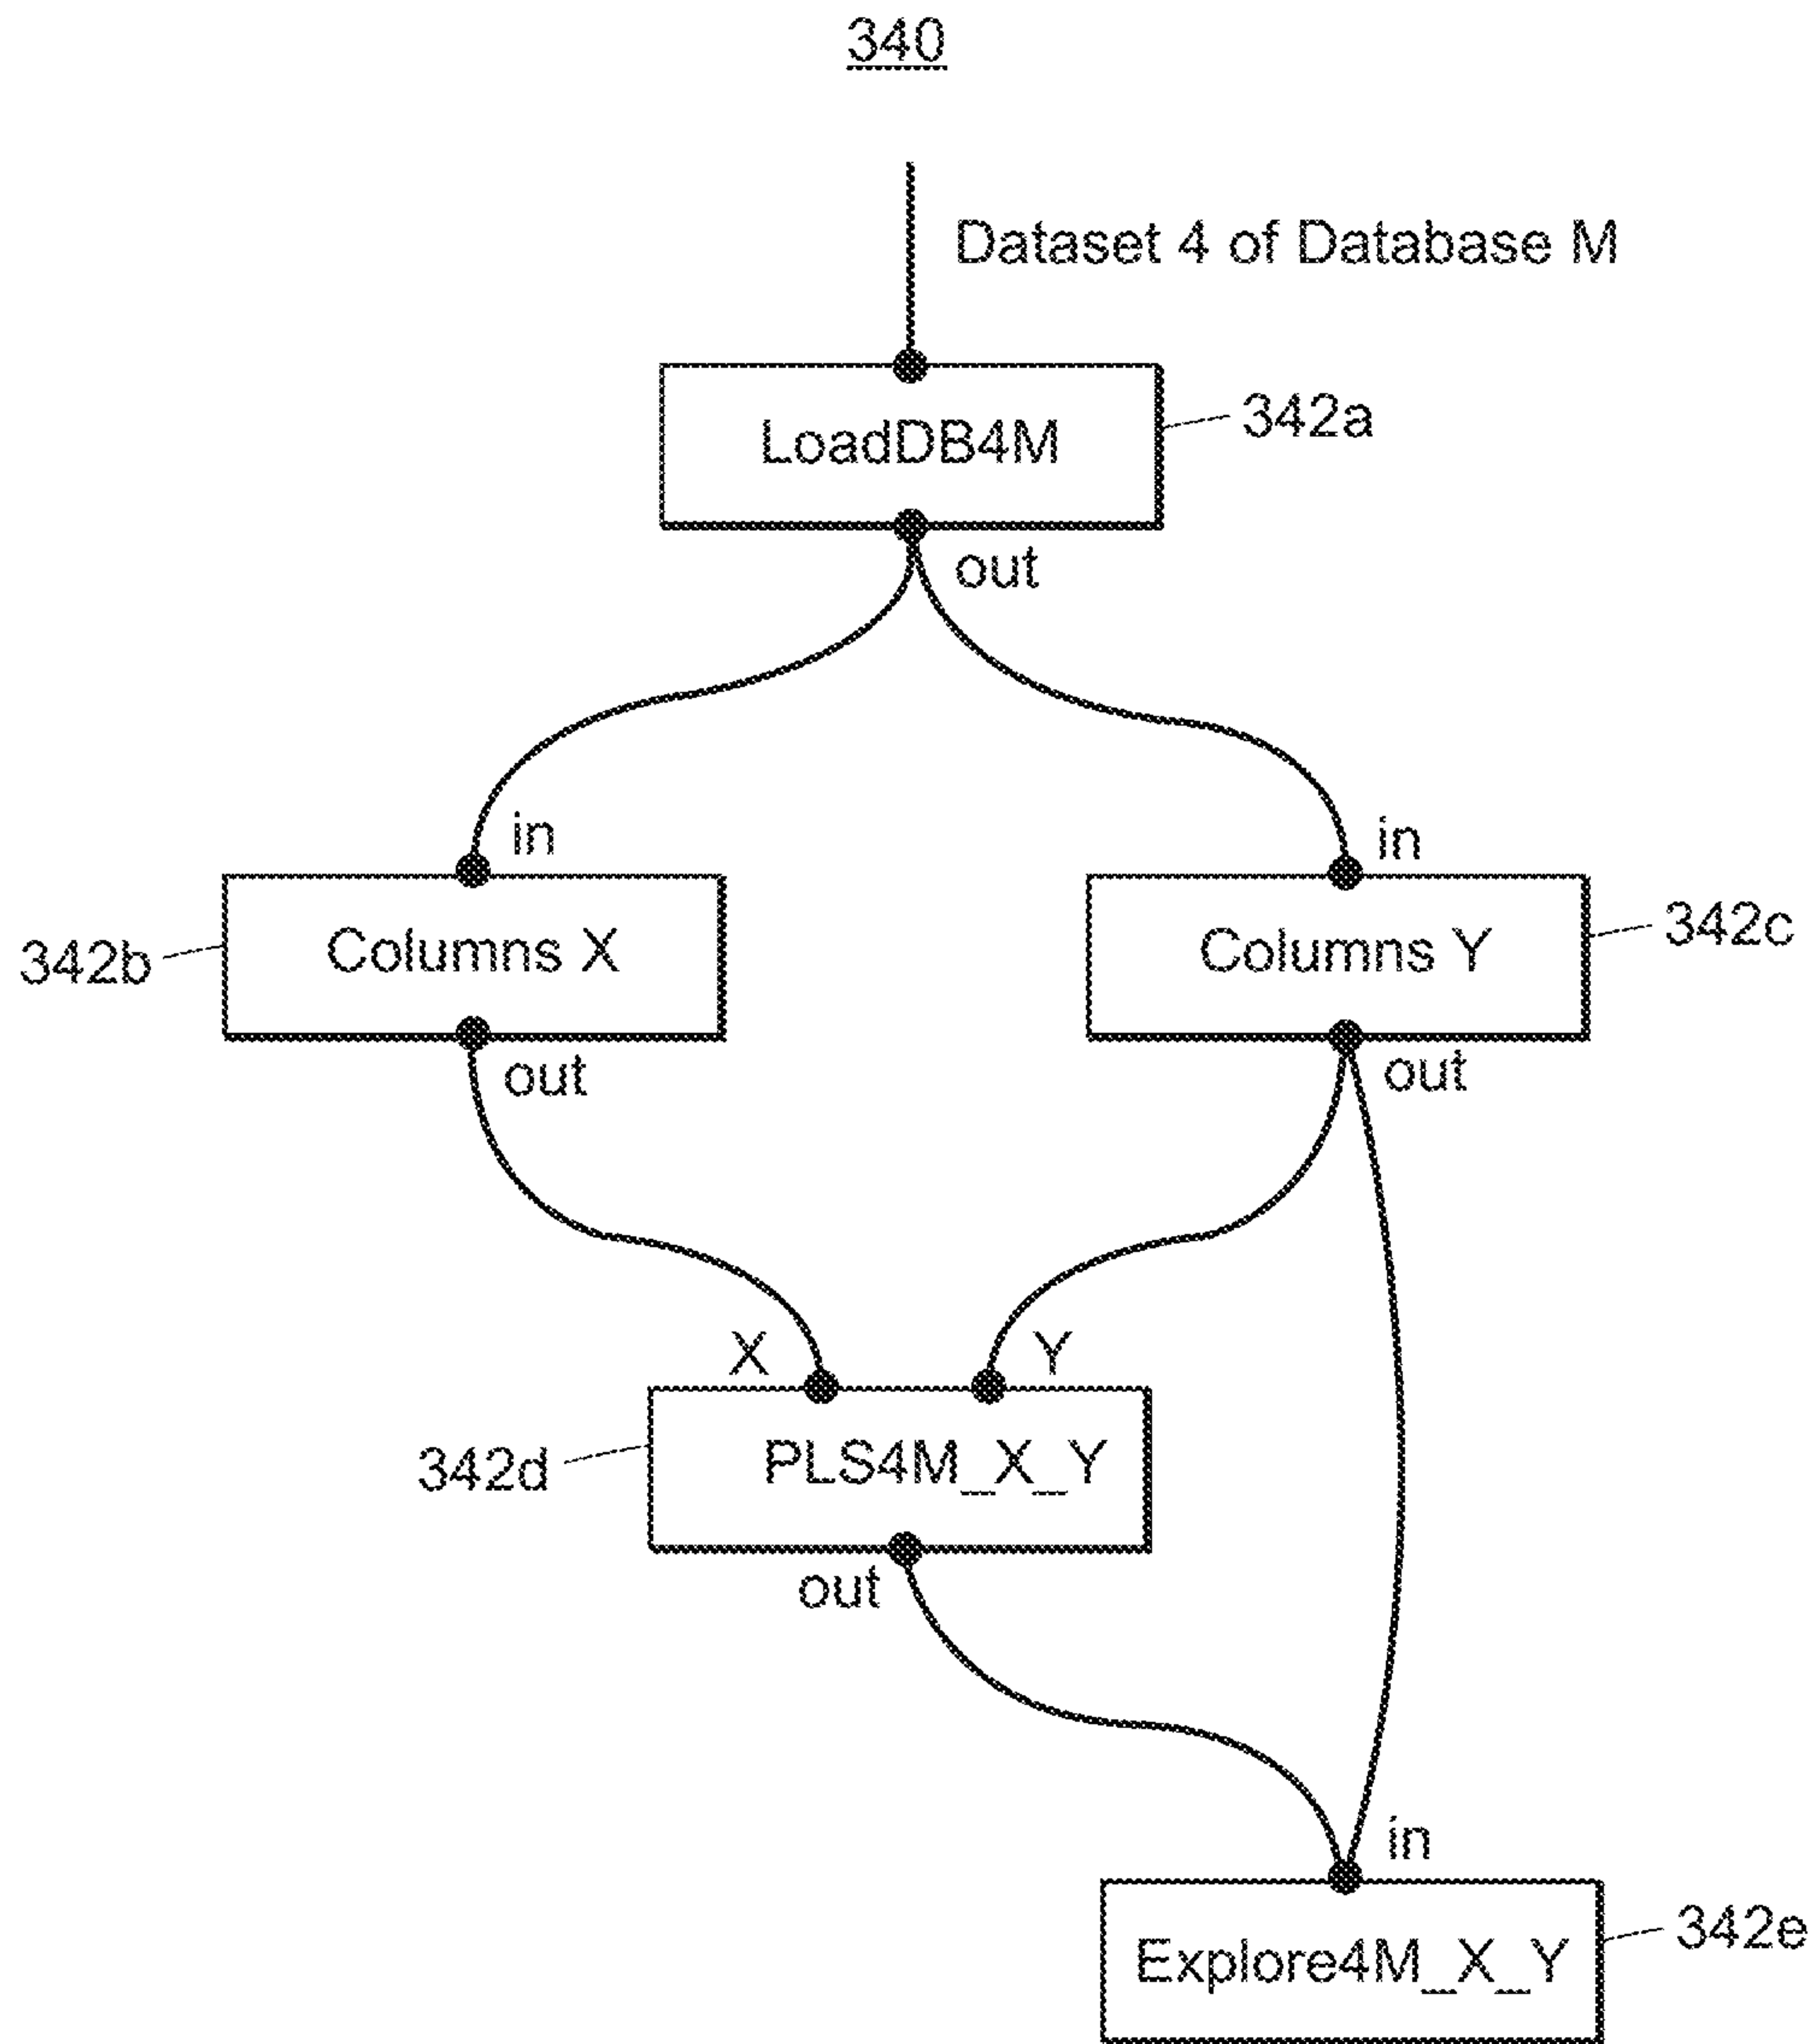 340
Dataset 4 of Database M
LoadDB4M
342a
out
in
in
Columns X
Columns Y
342b
342c
out
out
X
Y
PLS4M_X_Y
342d
out
in
Explore4M_X_Y
342e